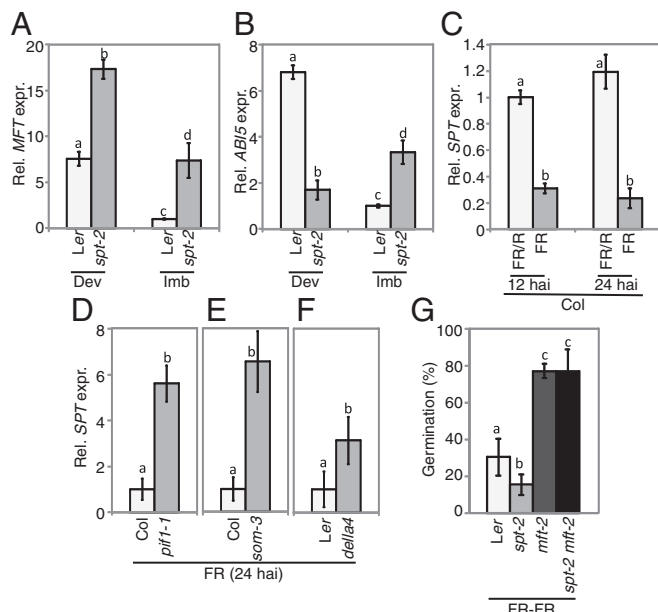 A
Rel. MFT expr.
20
15
10
5
0
a
b
c
d
Ler
spt-2
Ler
spt-2
Dev
Imb
B
Rel. ABI5 expr.
8
6
4
2
0
a
b
c
d
Ler
spt-2
Ler
spt-2
Dev
Imb
C
Rel. SPT expr.
1.4
1.2
1
0.8
0.6
0.4
0.2
0
a
b
a
b
FR/R
FR
FR/R
FR
12 hai
24 hai
Col
D
Rel. SPT expr.
8
6
4
2
0
a
b
Col
pif1-1
E
a
b
Col
som-3
F
a
b
Ler
della4
FR (24 hai)
G
Germination (%)
100
80
60
40
20
0
a
b
c
c
Ler
spt-2
mft-2
spt-2 mft-2
FR-FR